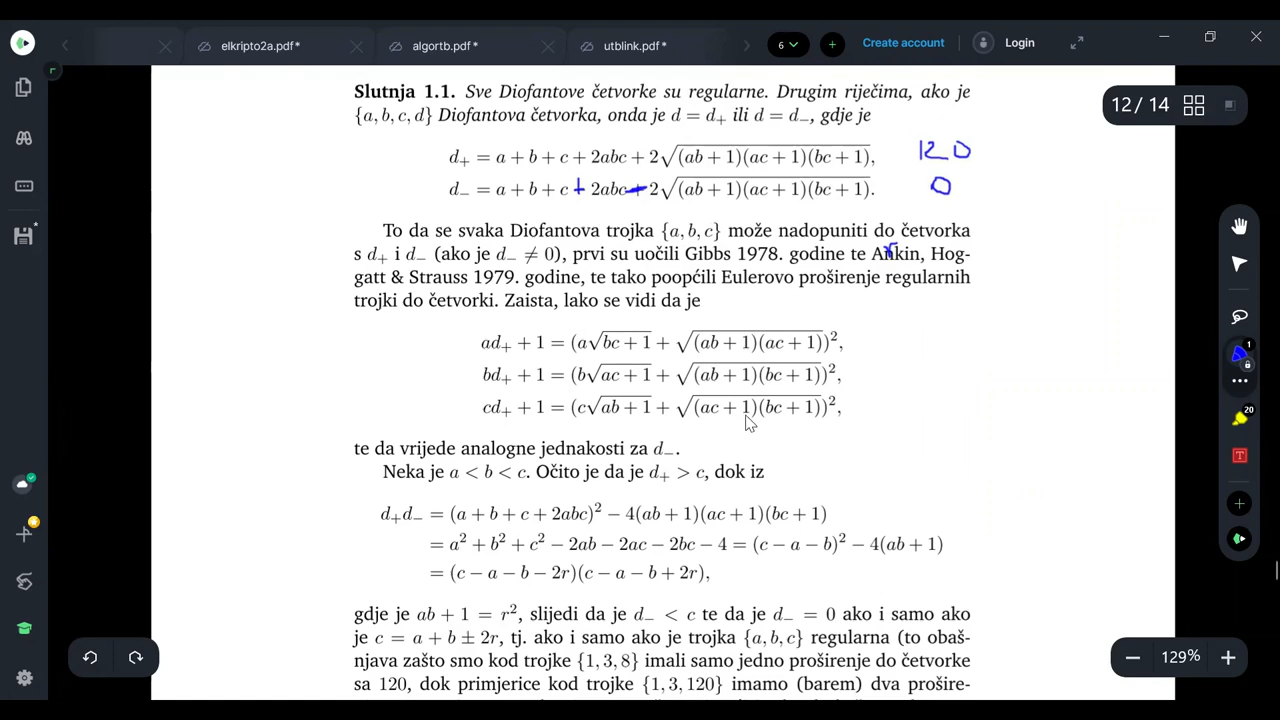 elkripto2a.pdf*
algortb.pdf*
utblink.pdf*
6
Create account
Login
12 / 14
Slutnja 1.1. Sve Diofantove četvorke su regularne. Drugim riječima, ako je
{a, b, c, d} Diofantova četvorka, onda je d = d₊ ili d = d₋, gdje je
d₊ = a + b + c + 2abc + 2√(ab + 1)(ac + 1)(bc + 1),
120
d₋ = a + b + c + 2abc − 2√(ab + 1)(ac + 1)(bc + 1).
0
To da se svaka Diofantova trojka {a, b, c} može nadopuniti do četvorka
s d₊ i d₋ (ako je d₋ ≠ 0), prvi su uočili Gibbs 1978. godine te Arkin, Hog-
gatt & Strauss 1979. godine, te tako poopćili Eulerovo proširenje regularnih
trojki do četvorki. Zaista, lako se vidi da je
ad₊ + 1 = (a√bc + 1 + √(ab + 1)(ac + 1))²,
bd₊ + 1 = (b√ac + 1 + √(ab + 1)(bc + 1))²,
cd₊ + 1 = (c√ab + 1 + √(ac + 1)(bc + 1))²,
te da vrijede analogne jednakosti za d₋.
Neka je a < b < c. Očito je da je d₊ > c, dok iz
d₊d₋ = (a + b + c + 2abc)² − 4(ab + 1)(ac + 1)(bc + 1)
= a² + b² + c² − 2ab − 2ac − 2bc − 4 = (c − a − b)² − 4(ab + 1)
= (c − a − b − 2r)(c − a − b + 2r),
gdje je ab + 1 = r², slijedi da je d₋ < c te da je d₋ = 0 ako i samo ako
je c = a + b ± 2r, tj. ako i samo ako je trojka {a, b, c} regularna (to obaš-
njava zašto smo kod trojke {1, 3, 8} imali samo jedno proširenje do četvorke
sa 120, dok primjerice kod trojke {1, 3, 120} imamo (barem) dva prošire-
1
20
T
129%